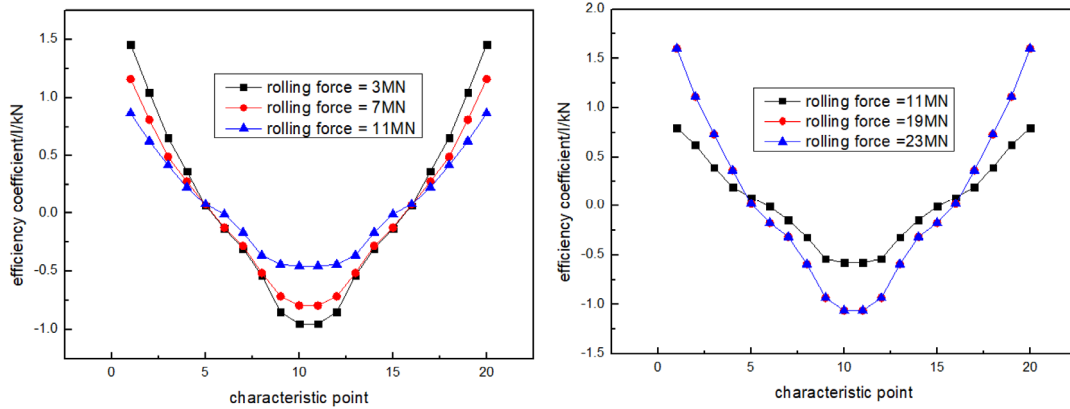 1.5
1.0
0.5
0.0
-0.5
-1.0
0
5
10
15
20
efficiency coefficient/I/kN
characteristic point
rolling force = 3MN
rolling force = 7MN
rolling force = 11MN
2.0
1.5
1.0
0.5
0.0
-0.5
-1.0
-1.5
0
5
10
15
20
efficiency coefficient/I/kN
characteristic point
rolling force =11MN
rolling force =19MN
rolling force =23MN